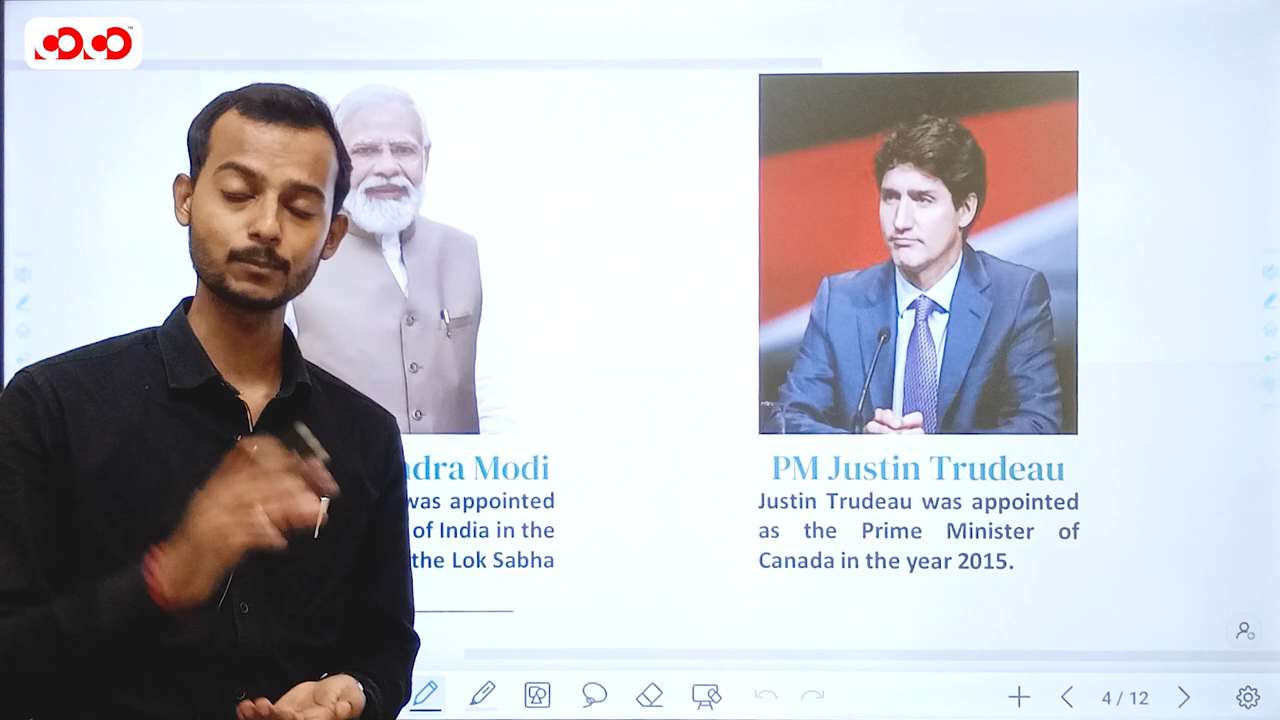 ndra Modi
was appointed
of India in the
the Lok Sabha
PM Justin Trudeau
Justin Trudeau was appointed
as the Prime Minister of
Canada in the year 2015.
4 / 12